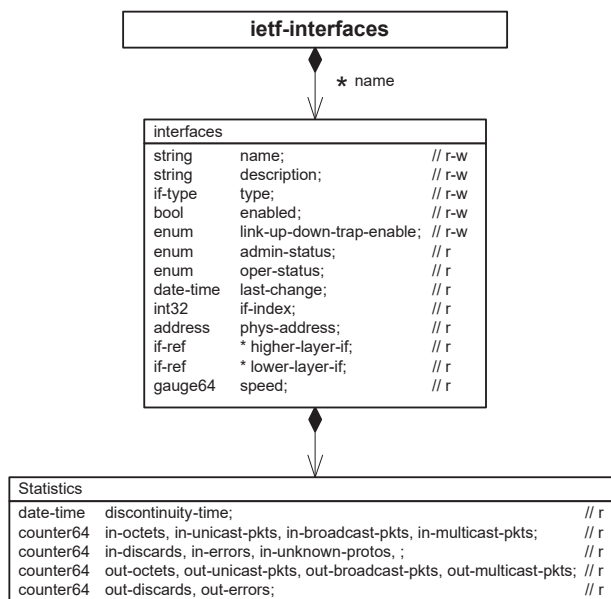 ietf-interfaces
* name
interfaces
string name; // r-w
string description; // r-w
if-type type; // r-w
bool enabled; // r-w
enum link-up-down-trap-enable; // r-w
enum admin-status; // r
enum oper-status; // r
date-time last-change; // r
int32 if-index; // r
address phys-address; // r
if-ref * higher-layer-if; // r
if-ref * lower-layer-if; // r
gauge64 speed; // r
Statistics
date-time discontinuity-time; // r
counter64 in-octets, in-unicast-pkts, in-broadcast-pkts, in-multicast-pkts; // r
counter64 in-discards, in-errors, in-unknown-protos, ; // r
counter64 out-octets, out-unicast-pkts, out-broadcast-pkts, out-multicast-pkts; // r
counter64 out-discards, out-errors; // r